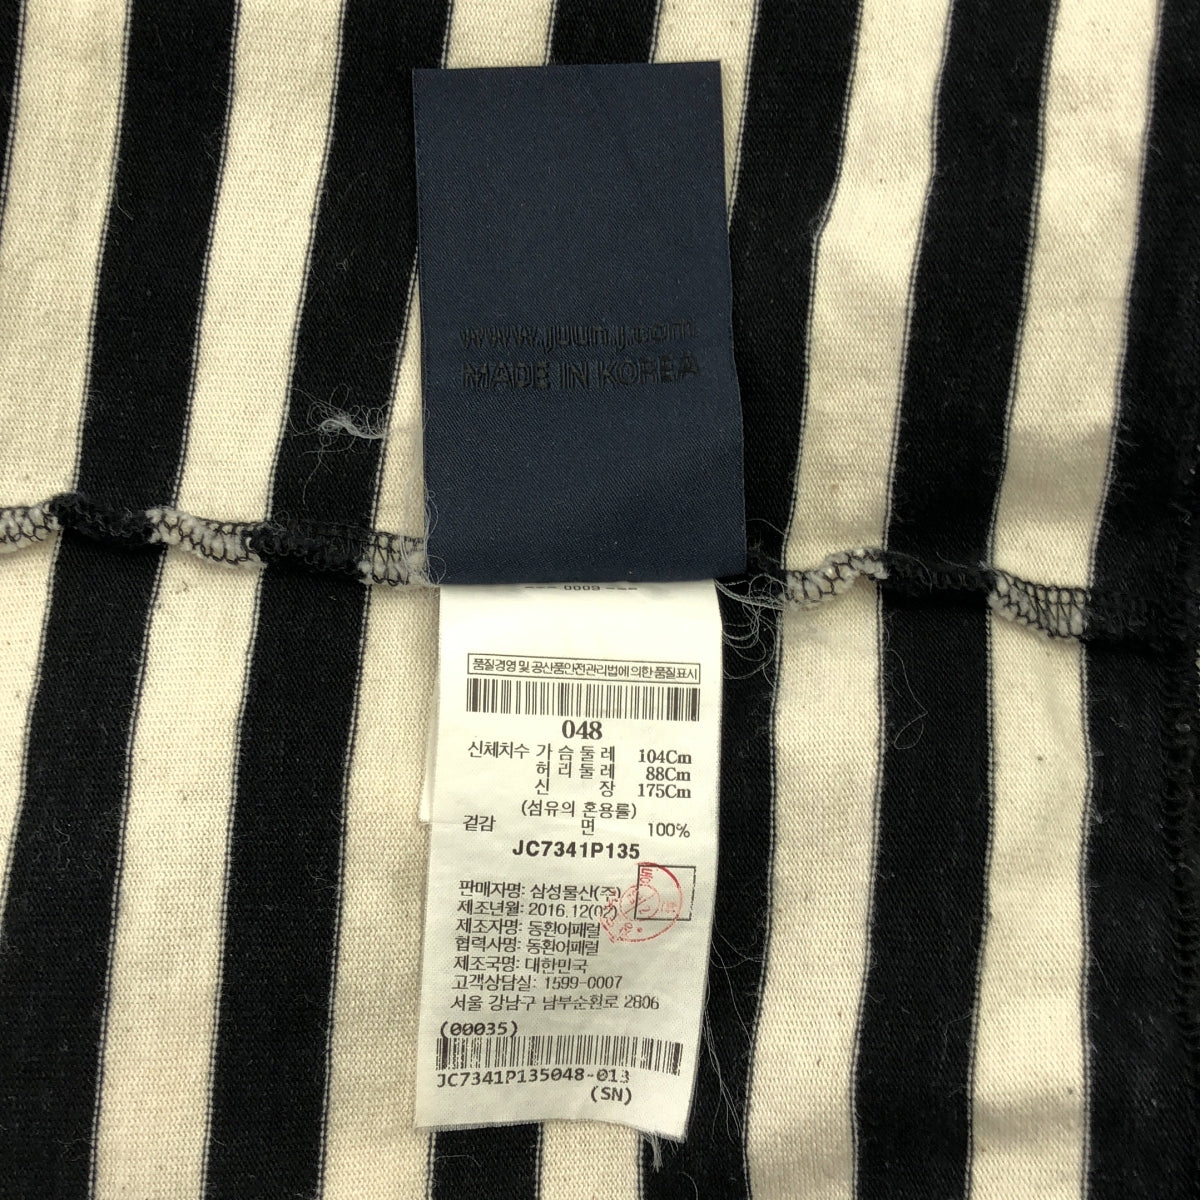 www.juunj.com
MADE IN KOREA
--- 0009 ---
품질경영 및 공산품안전관리법에 의한 품질표시
048
신체치수 가슴둘레 104Cm
허리둘레 88Cm
신 장 175Cm
(섬유의 혼용률)
겉감 면 100%
JC7341P135
판매자명: 삼성물산(주)
제조년월: 2016.12(02)
제조자명: 동환어패럴
협력사명: 동환어패럴
제조국명: 대한민국
고객상담실: 1599-0007
서울 강남구 남부순환로 2806
(00035)
JC7341P135048-013
(SN)